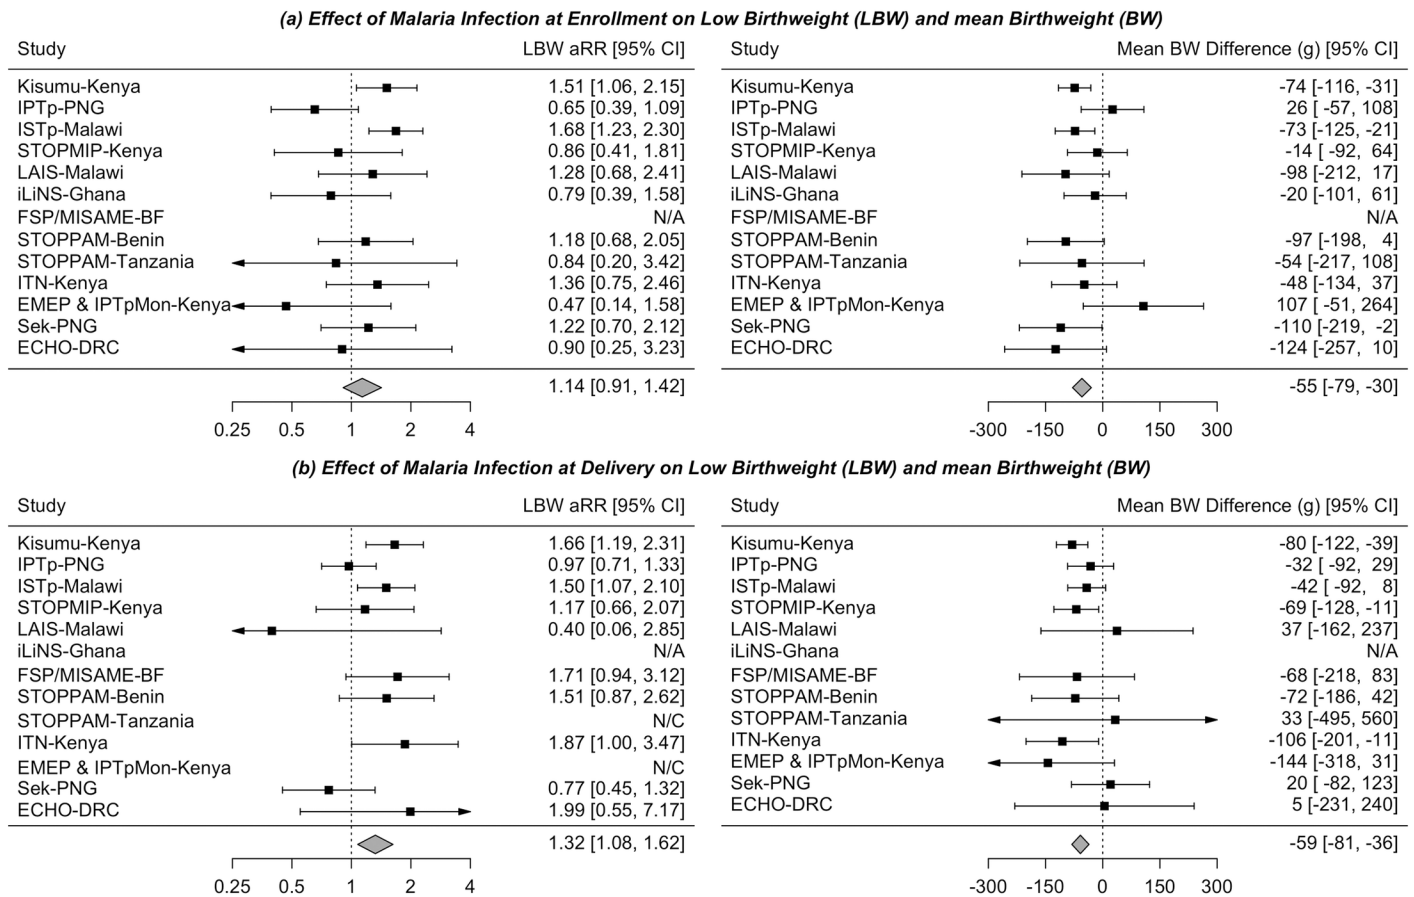 (a) Effect of Malaria Infection at Enrollment on Low Birthweight (LBW) and mean Birthweight (BW)
Study LBW aRR [95% CI]
Kisumu-Kenya 1.51 [1.06, 2.15]
IPTp-PNG 0.65 [0.39, 1.09]
ISTp-Malawi 1.68 [1.23, 2.30]
STOPMIP-Kenya 0.86 [0.41, 1.81]
LAIS-Malawi 1.28 [0.68, 2.41]
iLiNS-Ghana 0.79 [0.39, 1.58]
FSP/MISAME-BF N/A
STOPPAM-Benin 1.18 [0.68, 2.05]
STOPPAM-Tanzania 0.84 [0.20, 3.42]
ITN-Kenya 1.36 [0.75, 2.46]
EMEP & IPTpMon-Kenya 0.47 [0.14, 1.58]
Sek-PNG 1.22 [0.70, 2.12]
ECHO-DRC 0.90 [0.25, 3.23]
1.14 [0.91, 1.42]
0.25 0.5 1 2 4
Study Mean BW Difference (g) [95% CI]
Kisumu-Kenya -74 [-116, -31]
IPTp-PNG 26 [ -57, 108]
ISTp-Malawi -73 [-125, -21]
STOPMIP-Kenya -14 [ -92, 64]
LAIS-Malawi -98 [-212, 17]
iLiNS-Ghana -20 [-101, 61]
FSP/MISAME-BF N/A
STOPPAM-Benin -97 [-198, 4]
STOPPAM-Tanzania -54 [-217, 108]
ITN-Kenya -48 [-134, 37]
EMEP & IPTpMon-Kenya 107 [ -51, 264]
Sek-PNG -110 [-219, -2]
ECHO-DRC -124 [-257, 10]
-55 [-79, -30]
-300 -150 0 150 300
(b) Effect of Malaria Infection at Delivery on Low Birthweight (LBW) and mean Birthweight (BW)
Study LBW aRR [95% CI]
Kisumu-Kenya 1.66 [1.19, 2.31]
IPTp-PNG 0.97 [0.71, 1.33]
ISTp-Malawi 1.50 [1.07, 2.10]
STOPMIP-Kenya 1.17 [0.66, 2.07]
LAIS-Malawi 0.40 [0.06, 2.85]
iLiNS-Ghana N/A
FSP/MISAME-BF 1.71 [0.94, 3.12]
STOPPAM-Benin 1.51 [0.87, 2.62]
STOPPAM-Tanzania N/C
ITN-Kenya 1.87 [1.00, 3.47]
EMEP & IPTpMon-Kenya N/C
Sek-PNG 0.77 [0.45, 1.32]
ECHO-DRC 1.99 [0.55, 7.17]
1.32 [1.08, 1.62]
0.25 0.5 1 2 4
Study Mean BW Difference (g) [95% CI]
Kisumu-Kenya -80 [-122, -39]
IPTp-PNG -32 [ -92, 29]
ISTp-Malawi -42 [ -92, 8]
STOPMIP-Kenya -69 [-128, -11]
LAIS-Malawi 37 [-162, 237]
iLiNS-Ghana N/A
FSP/MISAME-BF -68 [-218, 83]
STOPPAM-Benin -72 [-186, 42]
STOPPAM-Tanzania 33 [-495, 560]
ITN-Kenya -106 [-201, -11]
EMEP & IPTpMon-Kenya -144 [-318, 31]
Sek-PNG 20 [ -82, 123]
ECHO-DRC 5 [-231, 240]
-59 [-81, -36]
-300 -150 0 150 300